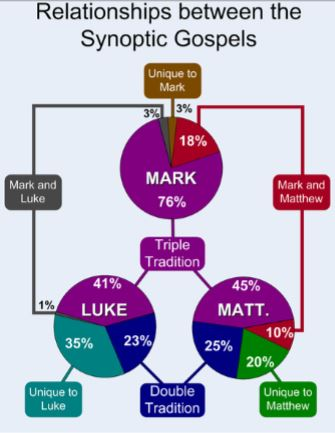 Relationships between the
Synoptic Gospels
Unique to
Mark
3%
3%
18%
MARK
76%
Mark and
Luke
Mark and
Matthew
Triple
Tradition
41%
LUKE
1%
35%
23%
45%
MATT.
10%
25%
20%
Unique to
Luke
Double
Tradition
Unique to
Matthew